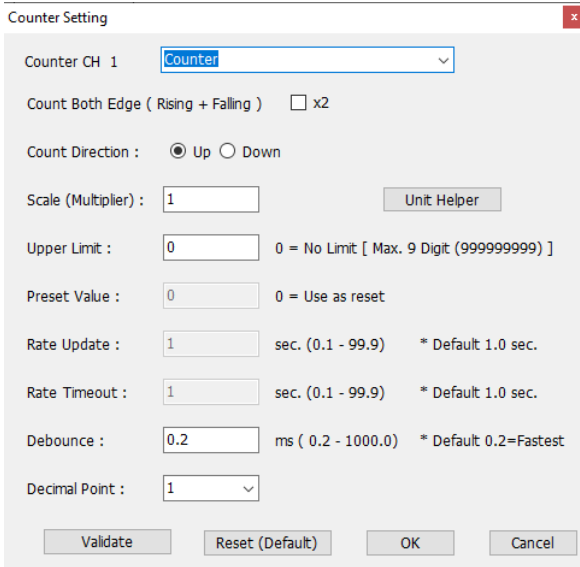 Counter Setting
x
Counter CH 1 Counter
Count Both Edge ( Rising + Falling ) x2
Count Direction : Up Down
Scale (Multiplier) : 1 Unit Helper
Upper Limit : 0 0 = No Limit [ Max. 9 Digit (999999999) ]
Preset Value : 0 0 = Use as reset
Rate Update : 1 sec. (0.1 - 99.9) * Default 1.0 sec.
Rate Timeout : 1 sec. (0.1 - 99.9) * Default 1.0 sec.
Debounce : 0.2 ms ( 0.2 - 1000.0) * Default 0.2=Fastest
Decimal Point : 1
Validate Reset (Default) OK Cancel